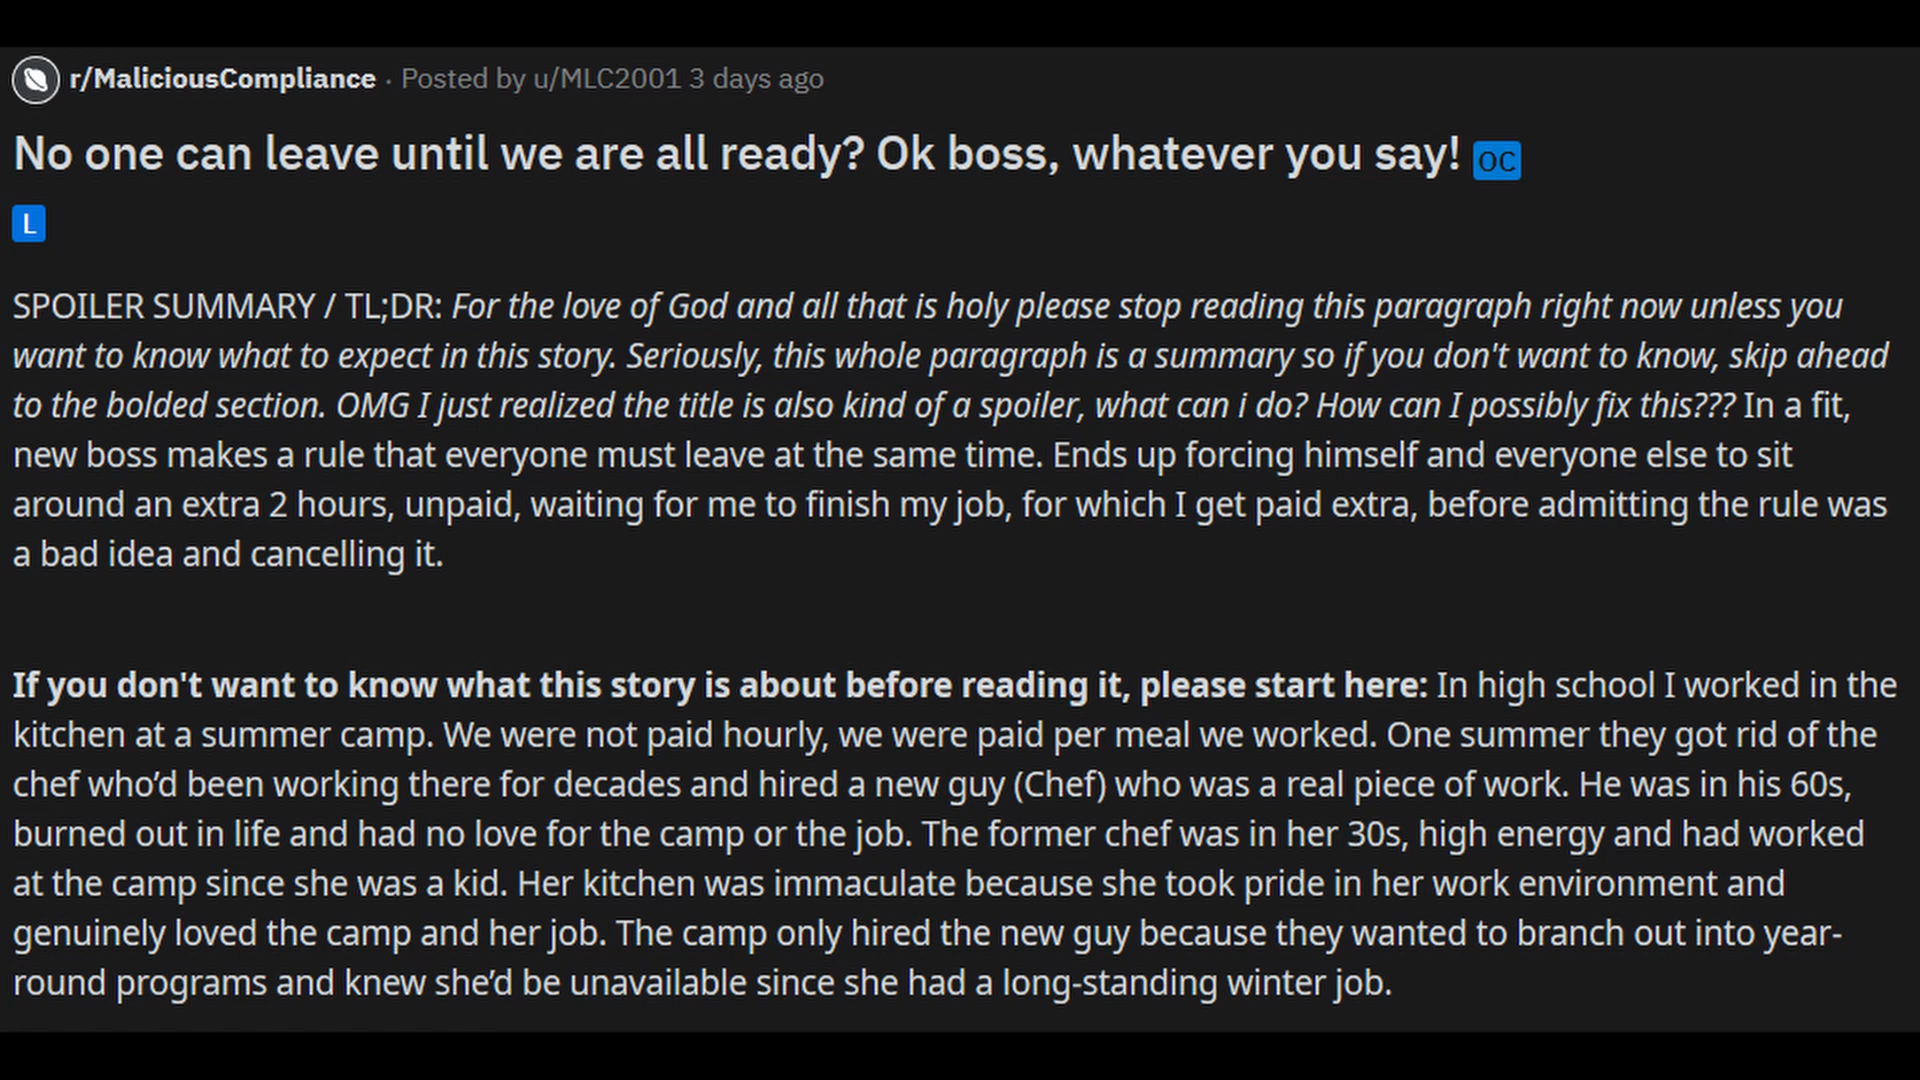 r/MaliciousCompliance · Posted by u/MLC2001 3 days ago
No one can leave until we are all ready? Ok boss, whatever you say! OC
L
SPOILER SUMMARY / TL;DR: For the love of God and all that is holy please stop reading this paragraph right now unless you
want to know what to expect in this story. Seriously, this whole paragraph is a summary so if you don't want to know, skip ahead
to the bolded section. OMG I just realized the title is also kind of a spoiler, what can i do? How can I possibly fix this??? In a fit,
new boss makes a rule that everyone must leave at the same time. Ends up forcing himself and everyone else to sit
around an extra 2 hours, unpaid, waiting for me to finish my job, for which I get paid extra, before admitting the rule was
a bad idea and cancelling it.
If you don't want to know what this story is about before reading it, please start here: In high school I worked in the
kitchen at a summer camp. We were not paid hourly, we were paid per meal we worked. One summer they got rid of the
chef who’d been working there for decades and hired a new guy (Chef) who was a real piece of work. He was in his 60s,
burned out in life and had no love for the camp or the job. The former chef was in her 30s, high energy and had worked
at the camp since she was a kid. Her kitchen was immaculate because she took pride in her work environment and
genuinely loved the camp and her job. The camp only hired the new guy because they wanted to branch out into year-
round programs and knew she’d be unavailable since she had a long-standing winter job.